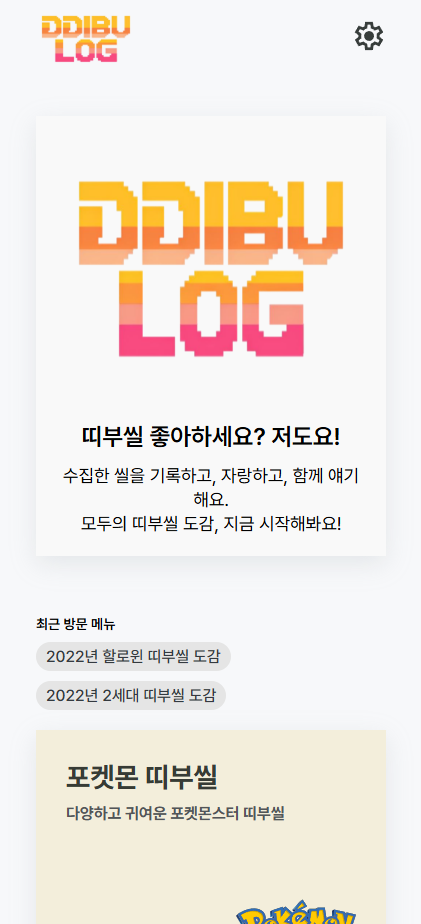 DDIBU
LOG
DDIBU
LOG
띠부씰 좋아하세요? 저도요!
수집한 씰을 기록하고, 자랑하고, 함께 얘기
해요.
모두의 띠부씰 도감, 지금 시작해봐요!
최근 방문 메뉴
2022년 할로윈 띠부씰 도감
2022년 2세대 띠부씰 도감
포켓몬 띠부씰
다양하고 귀여운 포켓몬스터 띠부씰
POKéMON